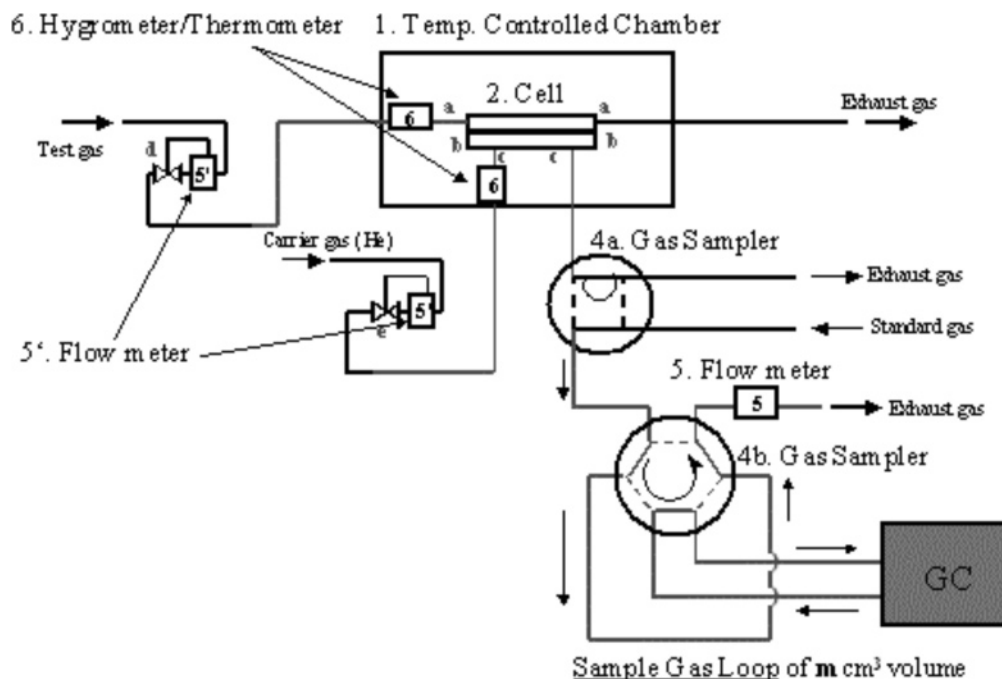 6. Hygrometer/Thermometer
1. Temp. Controlled Chamber
2. Cell
6
a
a
Exhaust gas
Test gas
d
5'
b
b
c
c
6
Carrier gas (He)
4a. Gas Sampler
Exhaust gas
5'
e
Standard gas
5‘. Flow meter
5. Flow meter
5
Exhaust gas
4b. Gas Sampler
GC
Sample Gas Loop of m cm³ volume